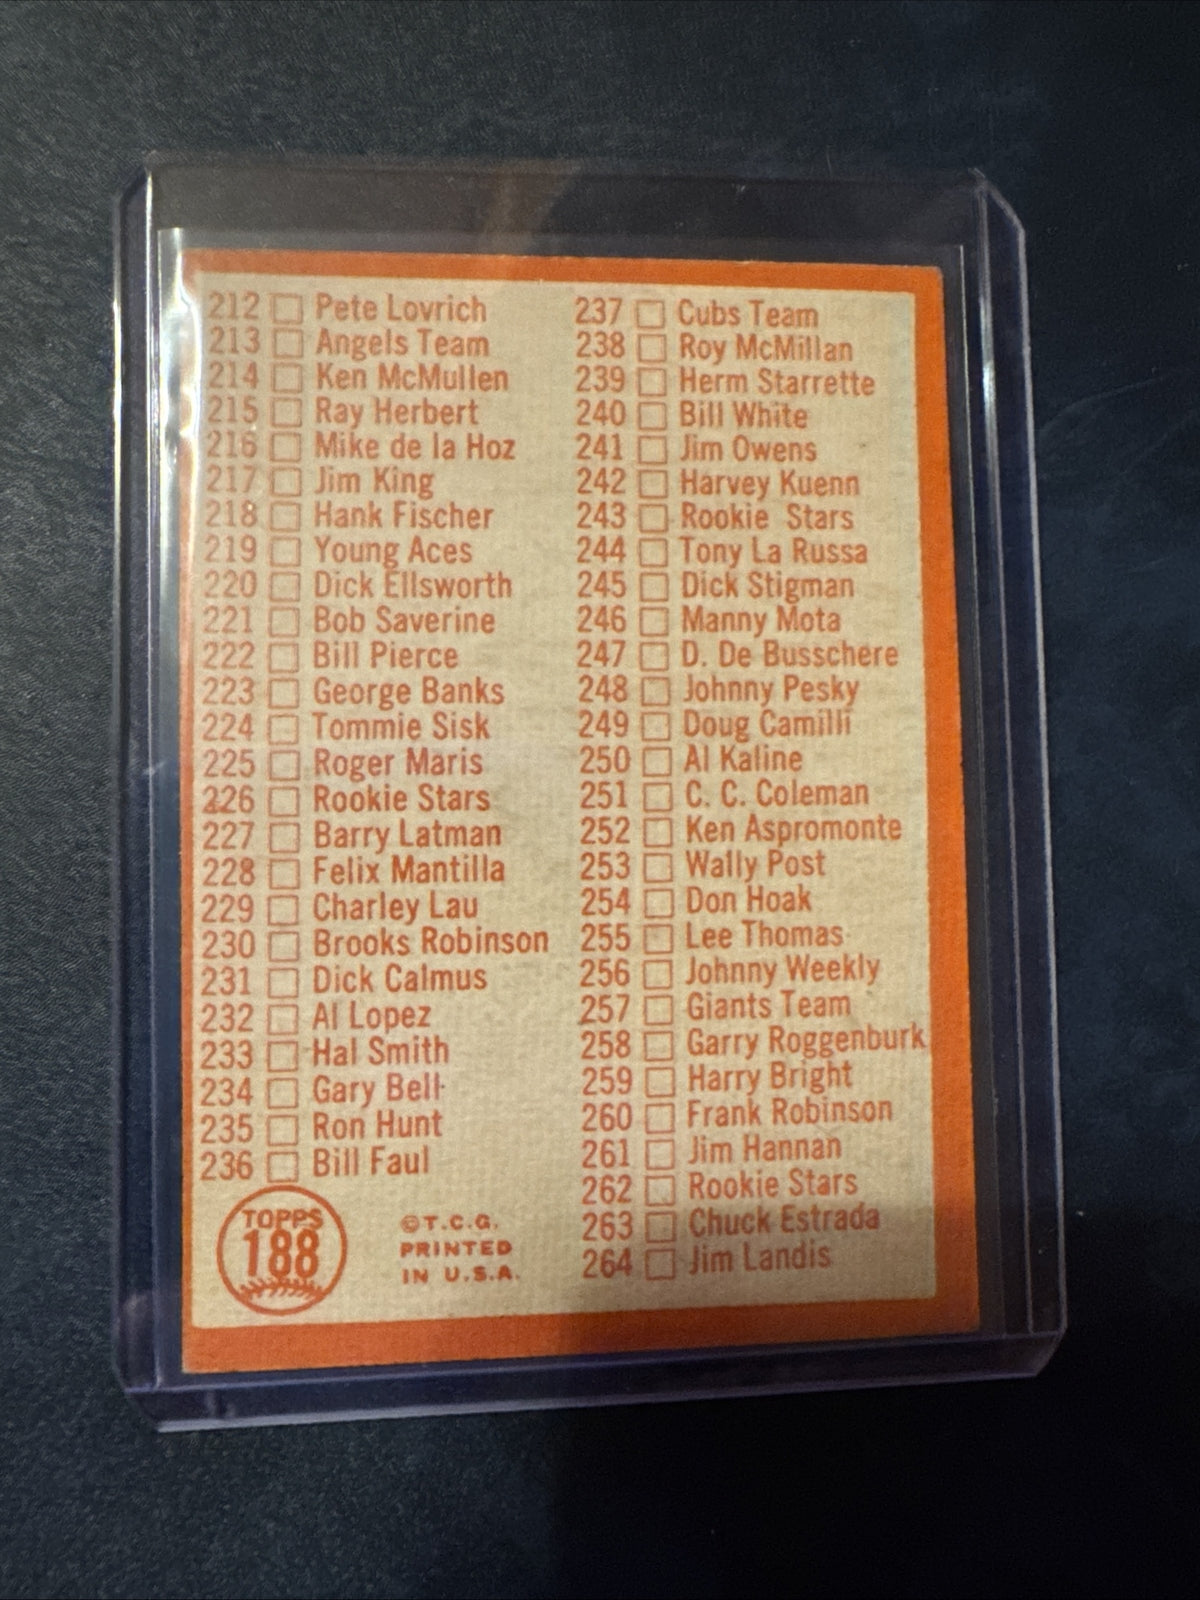 212 Pete Lovrich
213 Angels Team
214 Ken McMullen
215 Ray Herbert
216 Mike de la Hoz
217 Jim King
218 Hank Fischer
219 Young Aces
220 Dick Ellsworth
221 Bob Saverine
222 Bill Pierce
223 George Banks
224 Tommie Sisk
225 Roger Maris
226 Rookie Stars
227 Barry Latman
228 Felix Mantilla
229 Charley Lau
230 Brooks Robinson
231 Dick Calmus
232 Al Lopez
233 Hal Smith
234 Gary Bell
235 Ron Hunt
236 Bill Faul
TOPPS
188
©T.C.G.
PRINTED
IN U.S.A.
237 Cubs Team
238 Roy McMillan
239 Herm Starrette
240 Bill White
241 Jim Owens
242 Harvey Kuenn
243 Rookie Stars
244 Tony La Russa
245 Dick Stigman
246 Manny Mota
247 D. De Busschere
248 Johnny Pesky
249 Doug Camilli
250 Al Kaline
251 C. C. Coleman
252 Ken Aspromonte
253 Wally Post
254 Don Hoak
255 Lee Thomas
256 Johnny Weekly
257 Giants Team
258 Garry Roggenburk
259 Harry Bright
260 Frank Robinson
261 Jim Hannan
262 Rookie Stars
263 Chuck Estrada
264 Jim Landis